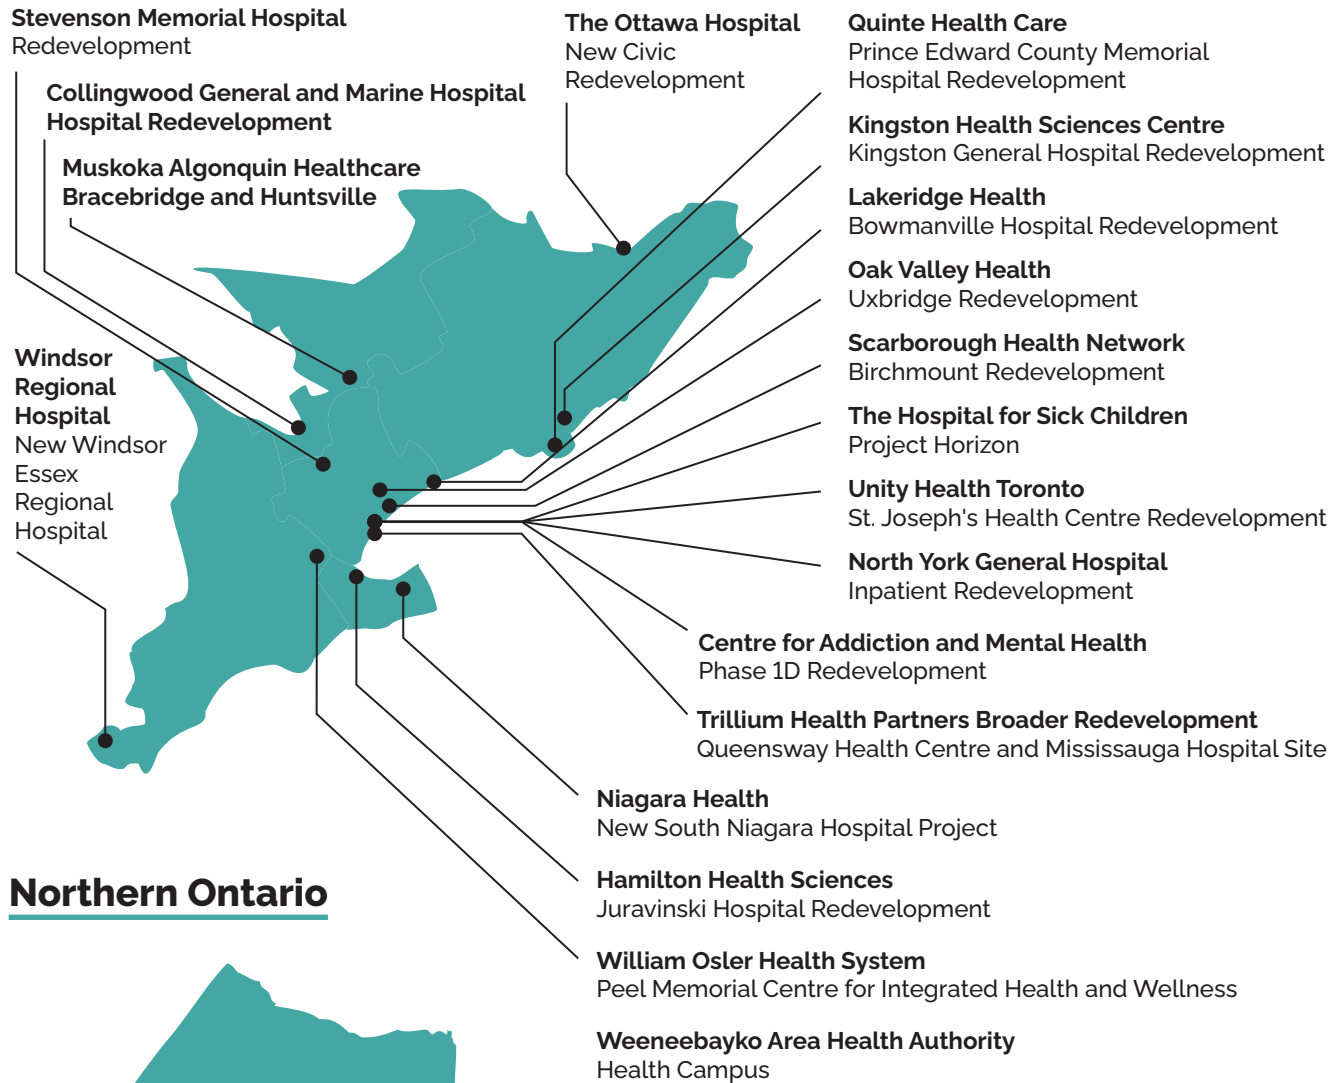 Stevenson Memorial Hospital
Redevelopment
Collingwood General and Marine Hospital
Hospital Redevelopment
Muskoka Algonquin Healthcare
Bracebridge and Huntsville
Windsor
Regional
Hospital
New Windsor
Essex
Regional
Hospital
The Ottawa Hospital
New Civic
Redevelopment
Quinte Health Care
Prince Edward County Memorial
Hospital Redevelopment
Kingston Health Sciences Centre
Kingston General Hospital Redevelopment
Lakeridge Health
Bowmanville Hospital Redevelopment
Oak Valley Health
Uxbridge Redevelopment
Scarborough Health Network
Birchmount Redevelopment
The Hospital for Sick Children
Project Horizon
Unity Health Toronto
St. Joseph's Health Centre Redevelopment
North York General Hospital
Inpatient Redevelopment
Centre for Addiction and Mental Health
Phase 1D Redevelopment
Trillium Health Partners Broader Redevelopment
Queensway Health Centre and Mississauga Hospital Site
Niagara Health
New South Niagara Hospital Project
Hamilton Health Sciences
Juravinski Hospital Redevelopment
William Osler Health System
Peel Memorial Centre for Integrated Health and Wellness
Weeneebayko Area Health Authority
Health Campus
Northern Ontario